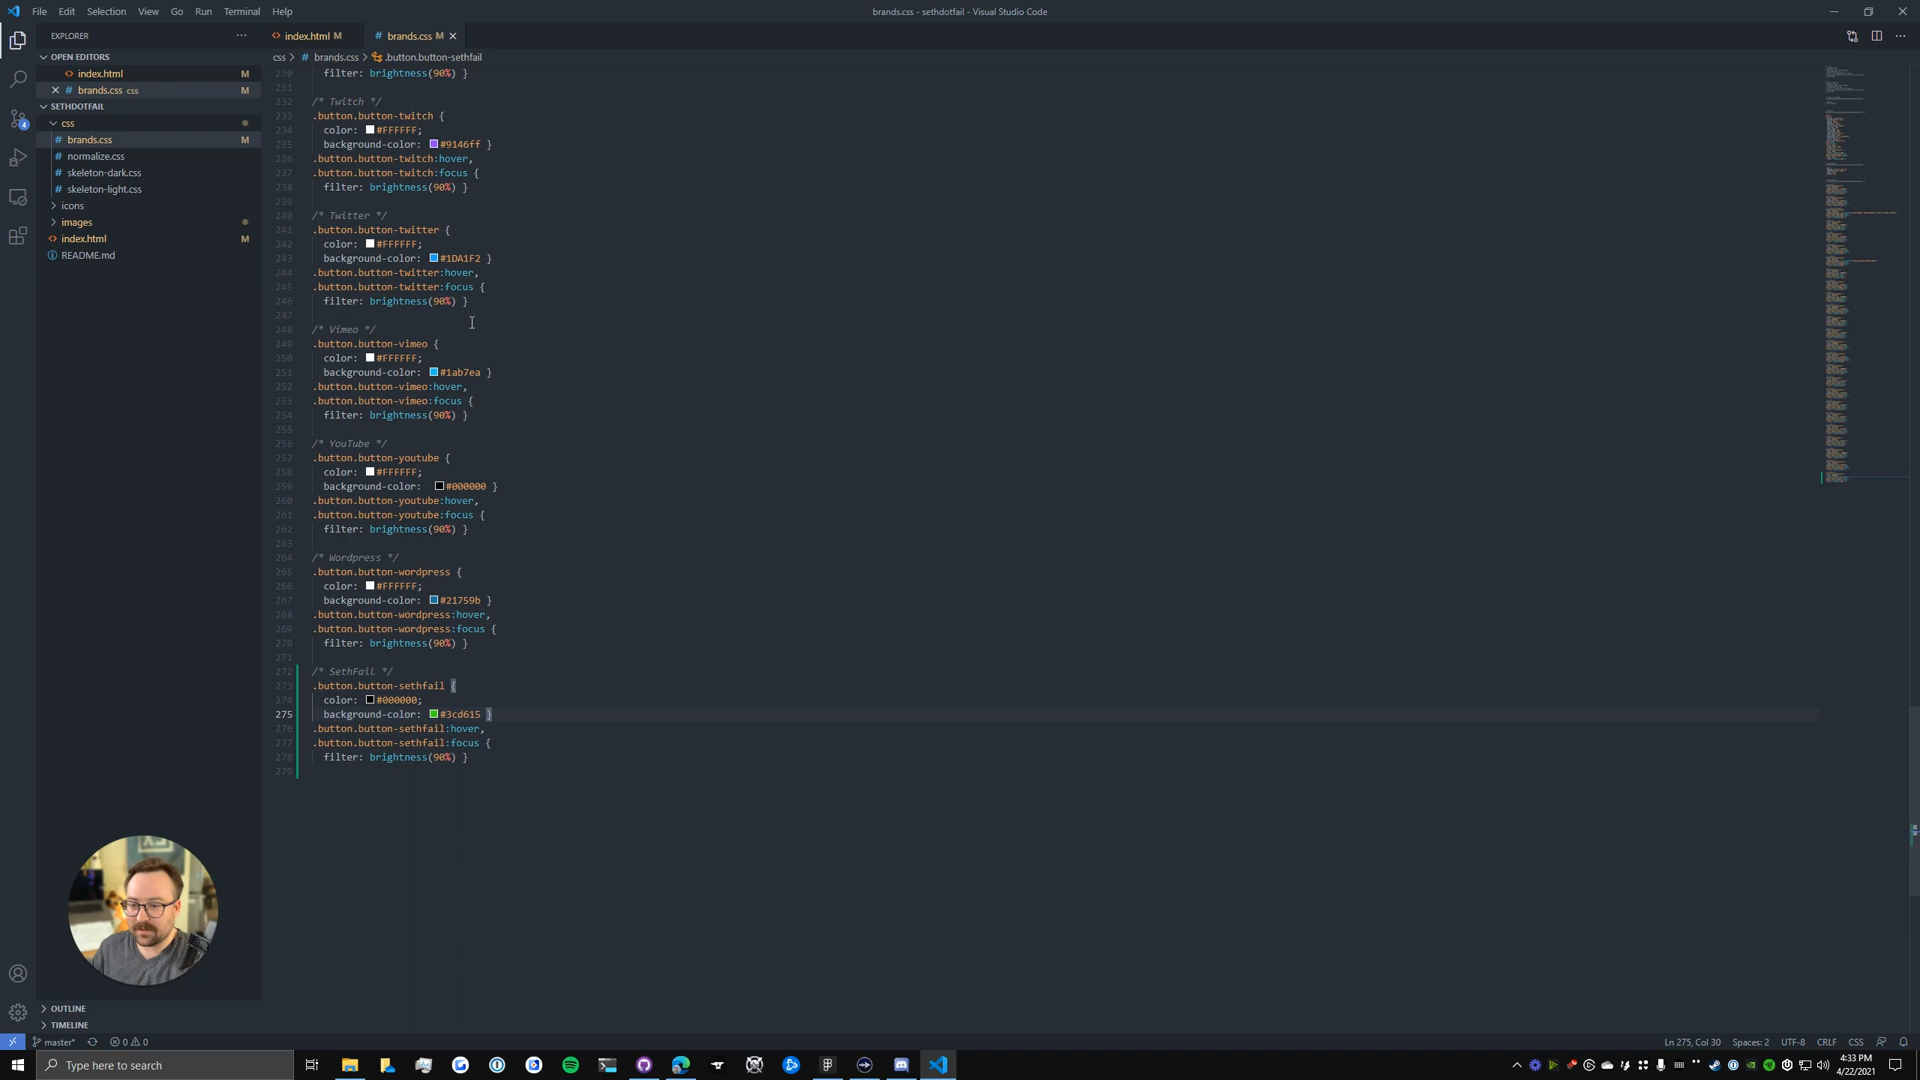 File Edit Selection View Go Run Terminal Help
brands.css - sethdotfail - Visual Studio Code
EXPLORER
OPEN EDITORS
index.html M
brands.css css M
SETHDOTFAIL
css
brands.css M
normalize.css
skeleton-dark.css
skeleton-light.css
icons
images
index.html M
README.md
4
OUTLINE
TIMELINE
index.html M
brands.css M
css > brands.css > .button.button-sethfail
230 filter: brightness(90%) }
231
232 /* Twitch */
233 .button.button-twitch {
234 color: #FFFFFF;
235 background-color: #9146ff }
236 .button.button-twitch:hover,
237 .button.button-twitch:focus {
238 filter: brightness(90%) }
239
240 /* Twitter */
241 .button.button-twitter {
242 color: #FFFFFF;
243 background-color: #1DA1F2 }
244 .button.button-twitter:hover,
245 .button.button-twitter:focus {
246 filter: brightness(90%) }
247
248 /* Vimeo */
249 .button.button-vimeo {
250 color: #FFFFFF;
251 background-color: #1ab7ea }
252 .button.button-vimeo:hover,
253 .button.button-vimeo:focus {
254 filter: brightness(90%) }
255
256 /* YouTube */
257 .button.button-youtube {
258 color: #FFFFFF;
259 background-color: #000000 }
260 .button.button-youtube:hover,
261 .button.button-youtube:focus {
262 filter: brightness(90%) }
263
264 /* Wordpress */
265 .button.button-wordpress {
266 color: #FFFFFF;
267 background-color: #21759b }
268 .button.button-wordpress:hover,
269 .button.button-wordpress:focus {
270 filter: brightness(90%) }
271
272 /* SethFail */
273 .button.button-sethfail {
274 color: #000000;
275 background-color: #3cd615 }
276 .button.button-sethfail:hover,
277 .button.button-sethfail:focus {
278 filter: brightness(90%) }
279
master* 0 0
Ln 275, Col 30 Spaces: 2 UTF-8 CRLF CSS
Type here to search
4:33 PM
4/22/2021